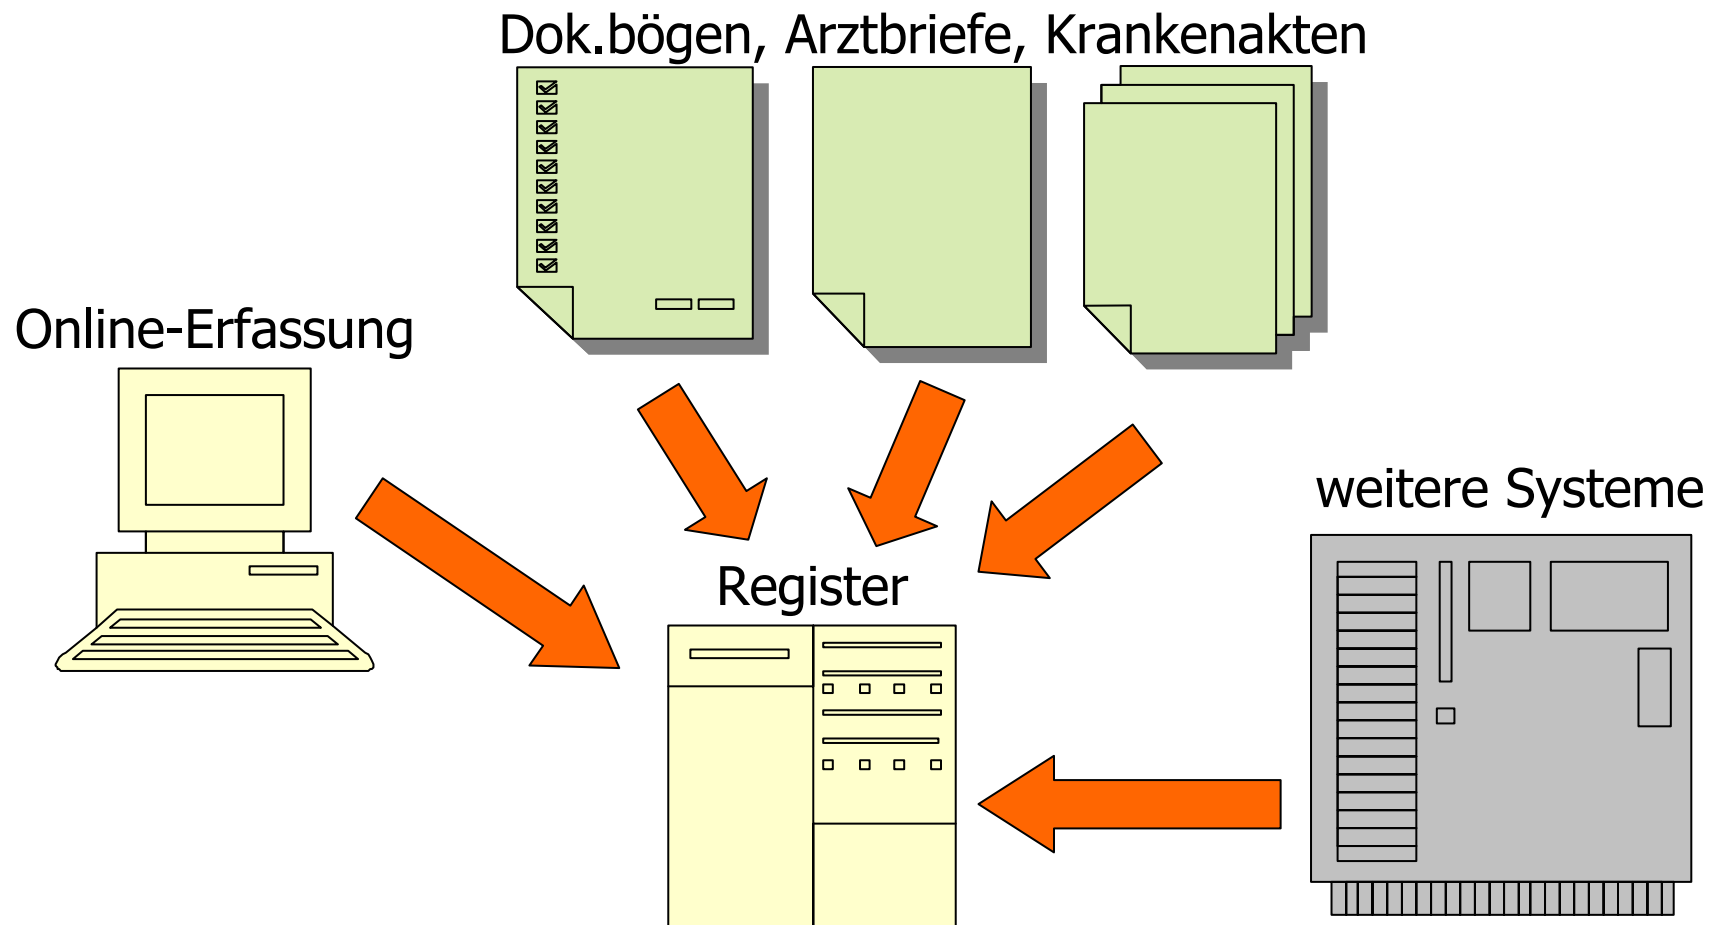 Dok.bögen, Arztbriefe, Krankenakten
Online-Erfassung
weitere Systeme
Register